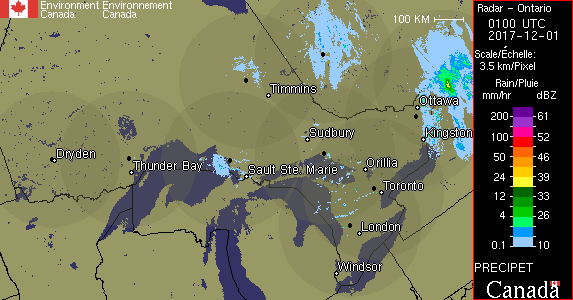 Environment Environnement
Canada Canada
100 KM
Radar - Ontario
0100 UTC
2017-12-01
Scale/Échelle:
3.5 km/Pixel
Rain/Pluie
mm/hr dBZ
200 61
100 52
50 46
24 39
12 33
4 26
0.1 10
PRECIPET
Canada
Timmins
Ottawa
Sudbury
Kingston
Dryden
Thunder Bay
Sault Ste. Marie
Orillia
Toronto
London
Windsor